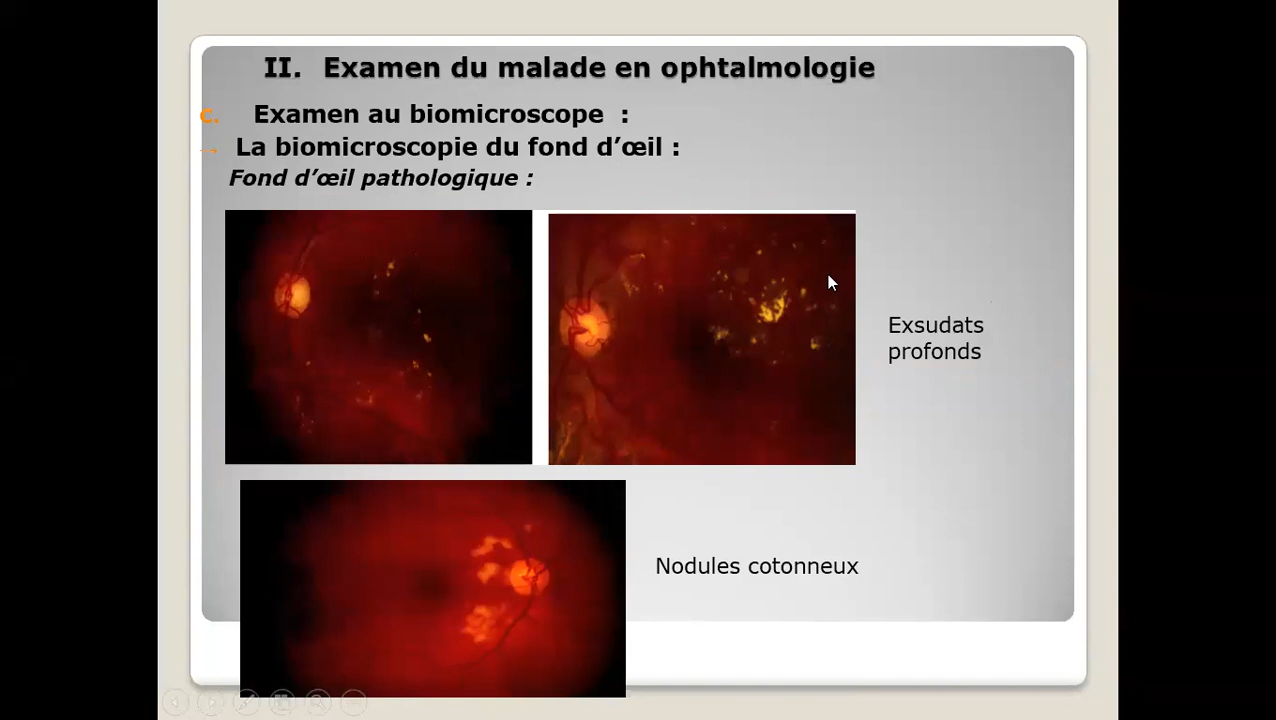 II. Examen du malade en ophtalmologie
c. Examen au biomicroscope :
→ La biomicroscopie du fond d’œil :
Fond d’œil pathologique :
Exsudats
profonds
Nodules cotonneux